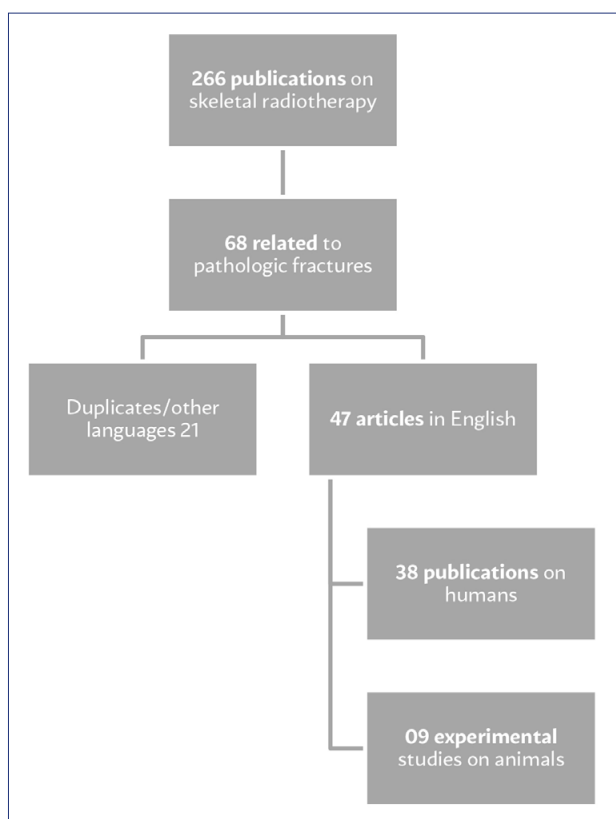 266 publications on
skeletal radiotherapy
68 related to
pathologic fractures
Duplicates/other
languages 21
47 articles in English
38 publications on
humans
09 experimental
studies on animals